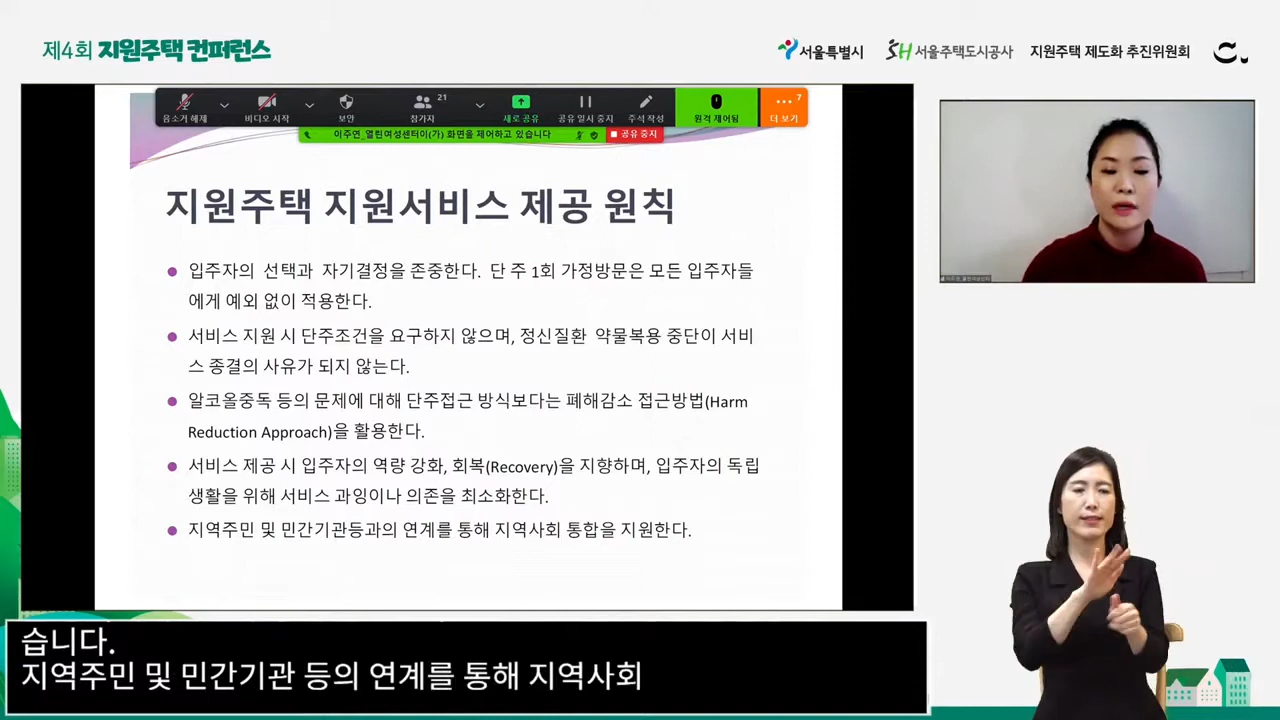 제4회 지원주택 컨퍼런스
서울특별시
SH 서울주택도시공사
지원주택 제도화 추진위원회
음소거 해제
비디오 시작
보안
21
참가자
새로 공유
공유 일시 중지
주석 작성
원격 제어됨
7
더 보기
이주연_열린여성센터이(가) 화면을 제어하고 있습니다
공유 중지
지원주택 지원서비스 제공 원칙
입주자의 선택과 자기결정을 존중한다. 단 주 1회 가정방문은 모든 입주자들
에게 예외 없이 적용한다.
서비스 지원 시 단주조건을 요구하지 않으며, 정신질환 약물복용 중단이 서비
스 종결의 사유가 되지 않는다.
알코올중독 등의 문제에 대해 단주접근 방식보다는 폐해감소 접근방법(Harm
Reduction Approach)을 활용한다.
서비스 제공 시 입주자의 역량 강화, 회복(Recovery)을 지향하며, 입주자의 독립
생활을 위해 서비스 과잉이나 의존을 최소화한다.
지역주민 및 민간기관등과의 연계를 통해 지역사회 통합을 지원한다.
이주연_열린여성센터
습니다.
지역주민 및 민간기관 등의 연계를 통해 지역사회